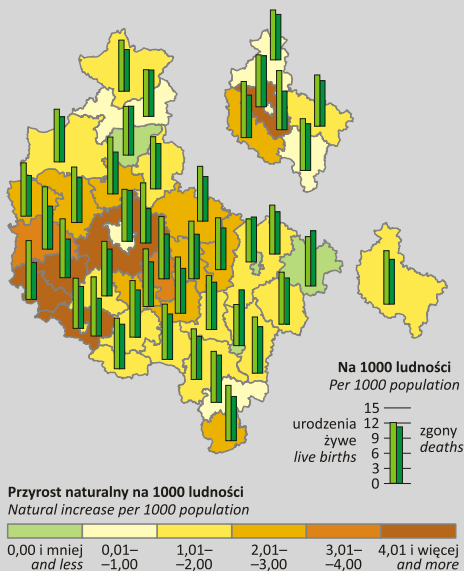 Na 1000 ludności
Per 1000 population
15
12
9
6
3
0
urodzenia
żywe
live births
zgony
deaths
Przyrost naturalny na 1000 ludności
Natural increase per 1000 population
0,00 i mniej
and less
0,01–
–1,00
1,01–
–2,00
2,01–
–3,00
3,01–
–4,00
4,01 i więcej
and more